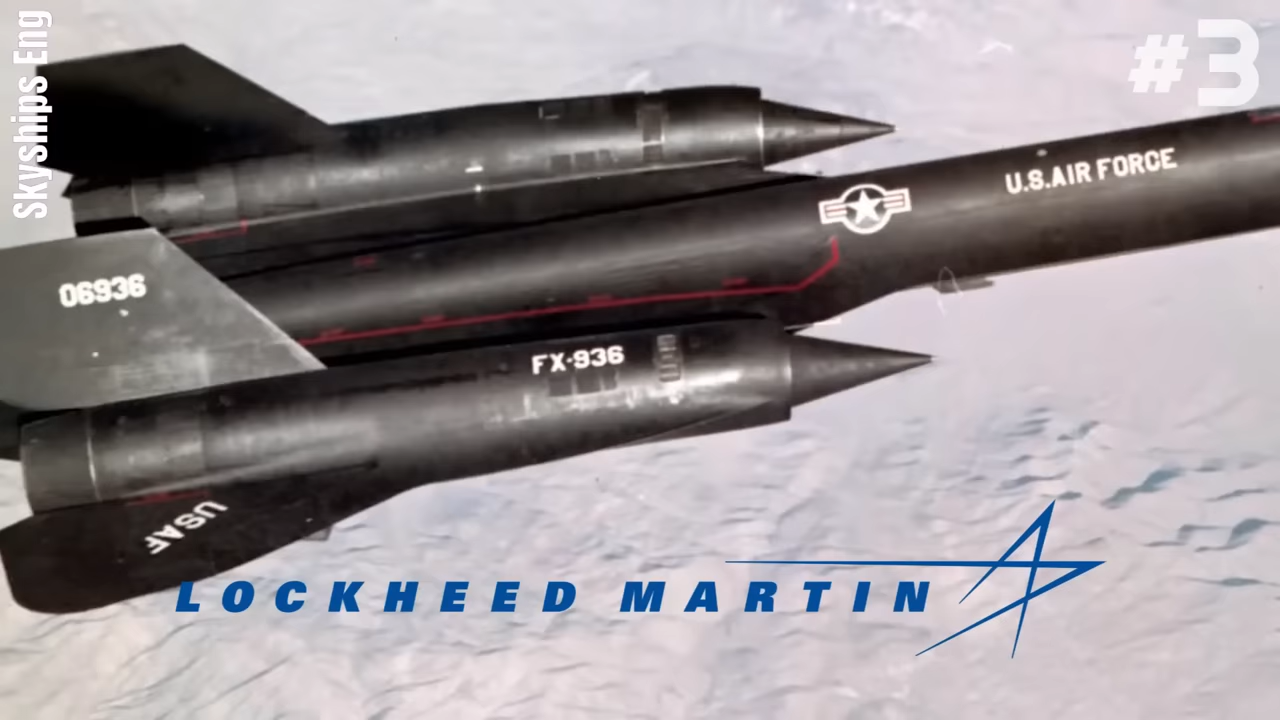 Skyships Eng
#3
U.S.AIR FORCE
06936
FX-936
USAF
LOCKHEED MARTIN